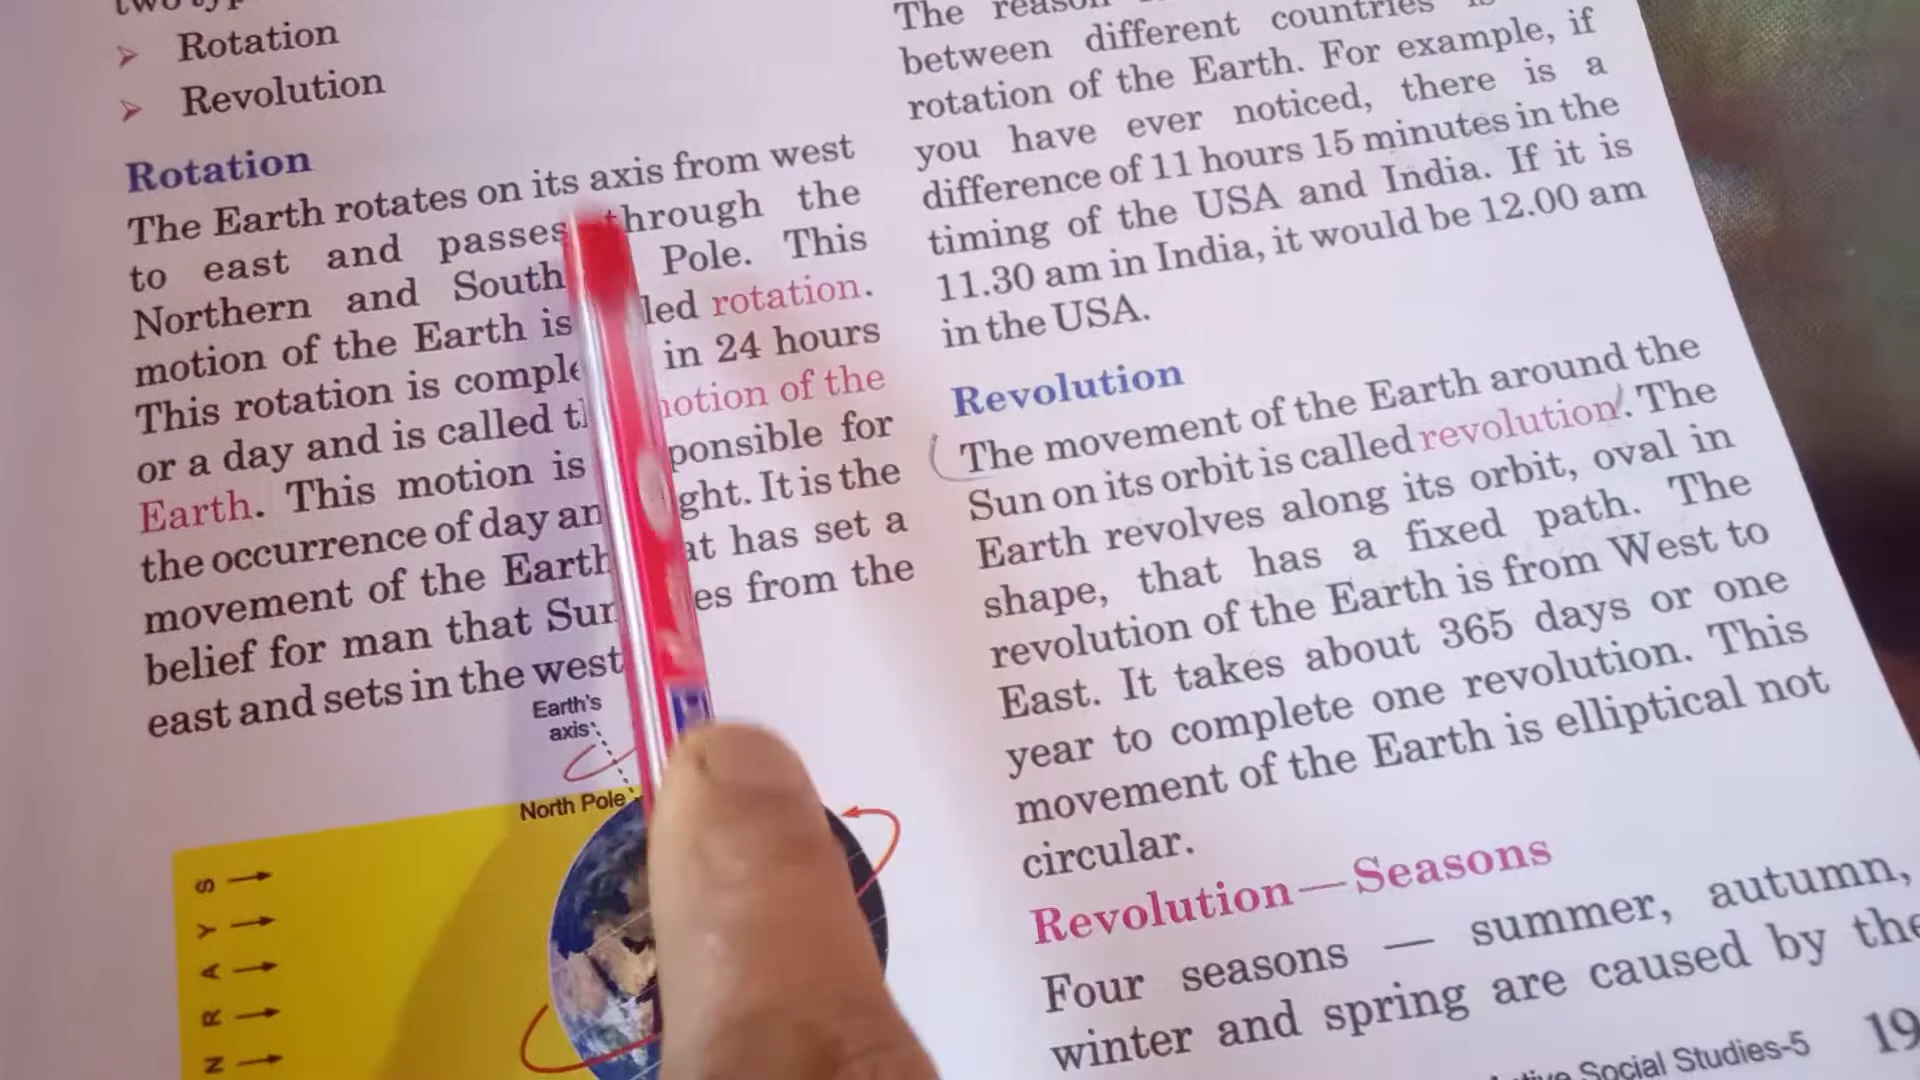 Rotation
Revolution
Rotation
The Earth rotates on its axis from west
to east and passes through the
Northern and South Pole. This
motion of the Earth is led rotation.
This rotation is comple in 24 hours
or a day and is called t motion of the
Earth. This motion is ponsible for
the occurrence of day an ght. It is the
movement of the Earth at has set a
belief for man that Sun es from the
east and sets in the west
Earth's
axis
North Pole
S
Y
A
R
N
The reason
between different countries
rotation of the Earth. For example, if
you have ever noticed, there is a
difference of 11 hours 15 minutes in the
timing of the USA and India. If it is
11.30 am in India, it would be 12.00 am
in the USA.
Revolution
The movement of the Earth around the
Sun on its orbit is called revolution. The
Earth revolves along its orbit, oval in
shape, that has a fixed path. The
revolution of the Earth is from West to
East. It takes about 365 days or one
year to complete one revolution. This
movement of the Earth is elliptical not
circular.
Revolution—Seasons
Four seasons — summer, autumn,
winter and spring are caused by the
Social Studies-5 19